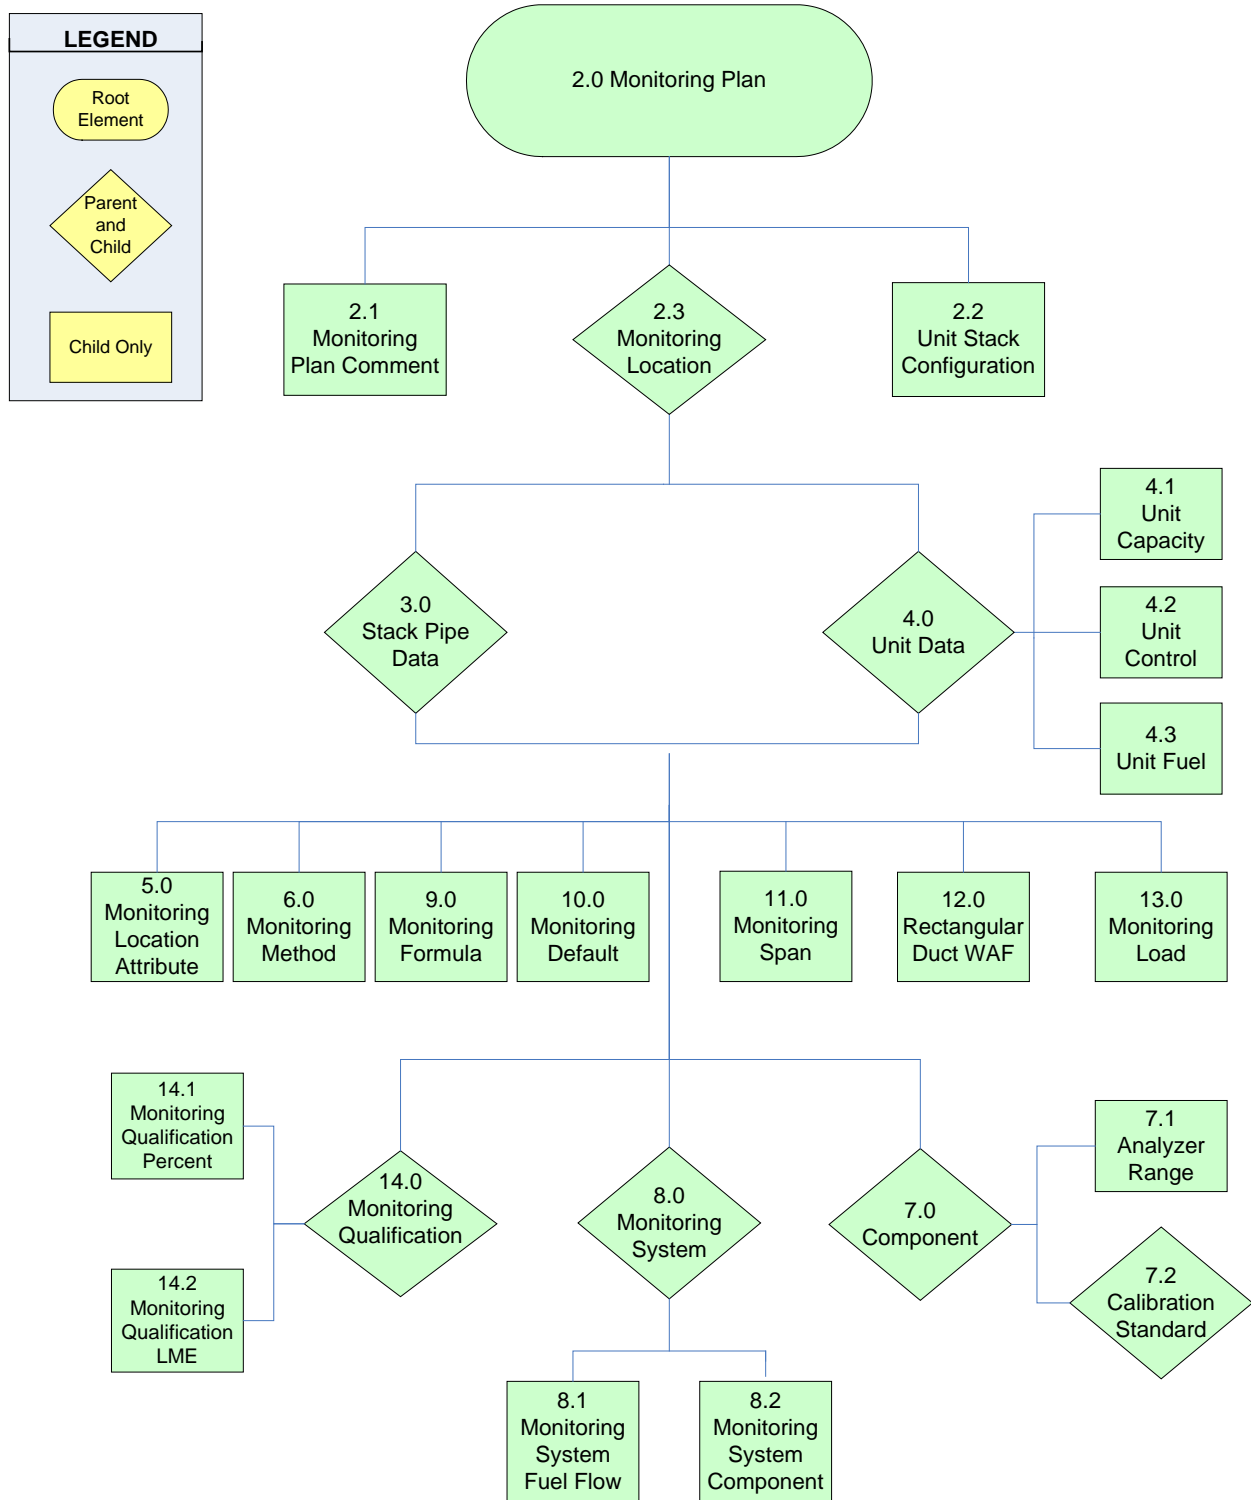 LEGEND
Root
Element
Parent
and
Child
Child Only
2.0 Monitoring Plan
2.1
Monitoring
Plan Comment
2.3
Monitoring
Location
2.2
Unit Stack
Configuration
3.0
Stack Pipe
Data
4.0
Unit Data
4.1
Unit
Capacity
4.2
Unit
Control
4.3
Unit Fuel
5.0
Monitoring
Location
Attribute
6.0
Monitoring
Method
9.0
Monitoring
Formula
10.0
Monitoring
Default
11.0
Monitoring
Span
12.0
Rectangular
Duct WAF
13.0
Monitoring
Load
14.1
Monitoring
Qualification
Percent
14.2
Monitoring
Qualification
LME
14.0
Monitoring
Qualification
8.0
Monitoring
System
7.0
Component
7.1
Analyzer
Range
7.2
Calibration
Standard
8.1
Monitoring
System
Fuel Flow
8.2
Monitoring
System
Component